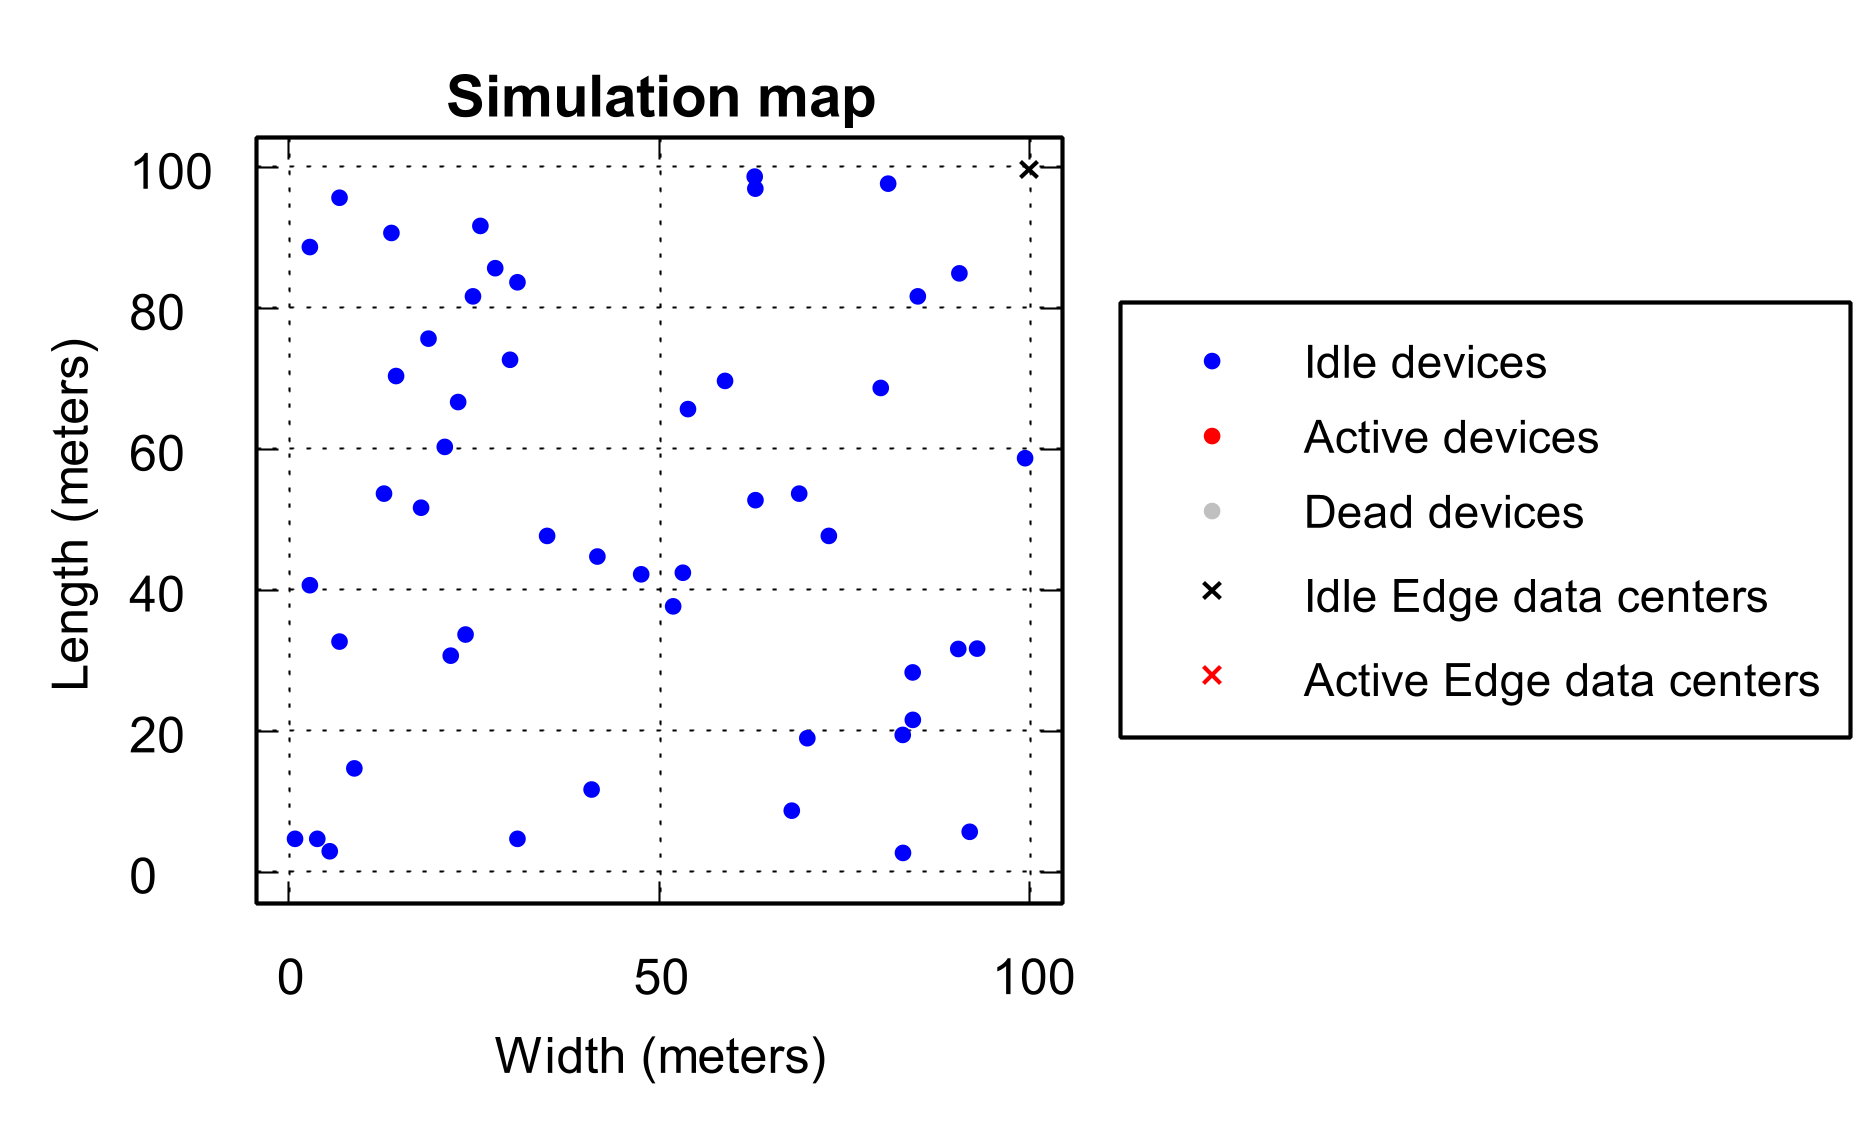 Simulation map
100
80
60
40
20
0
Length (meters)
0 50 100
Width (meters)
Idle devices
Active devices
Dead devices
Idle Edge data centers
Active Edge data centers